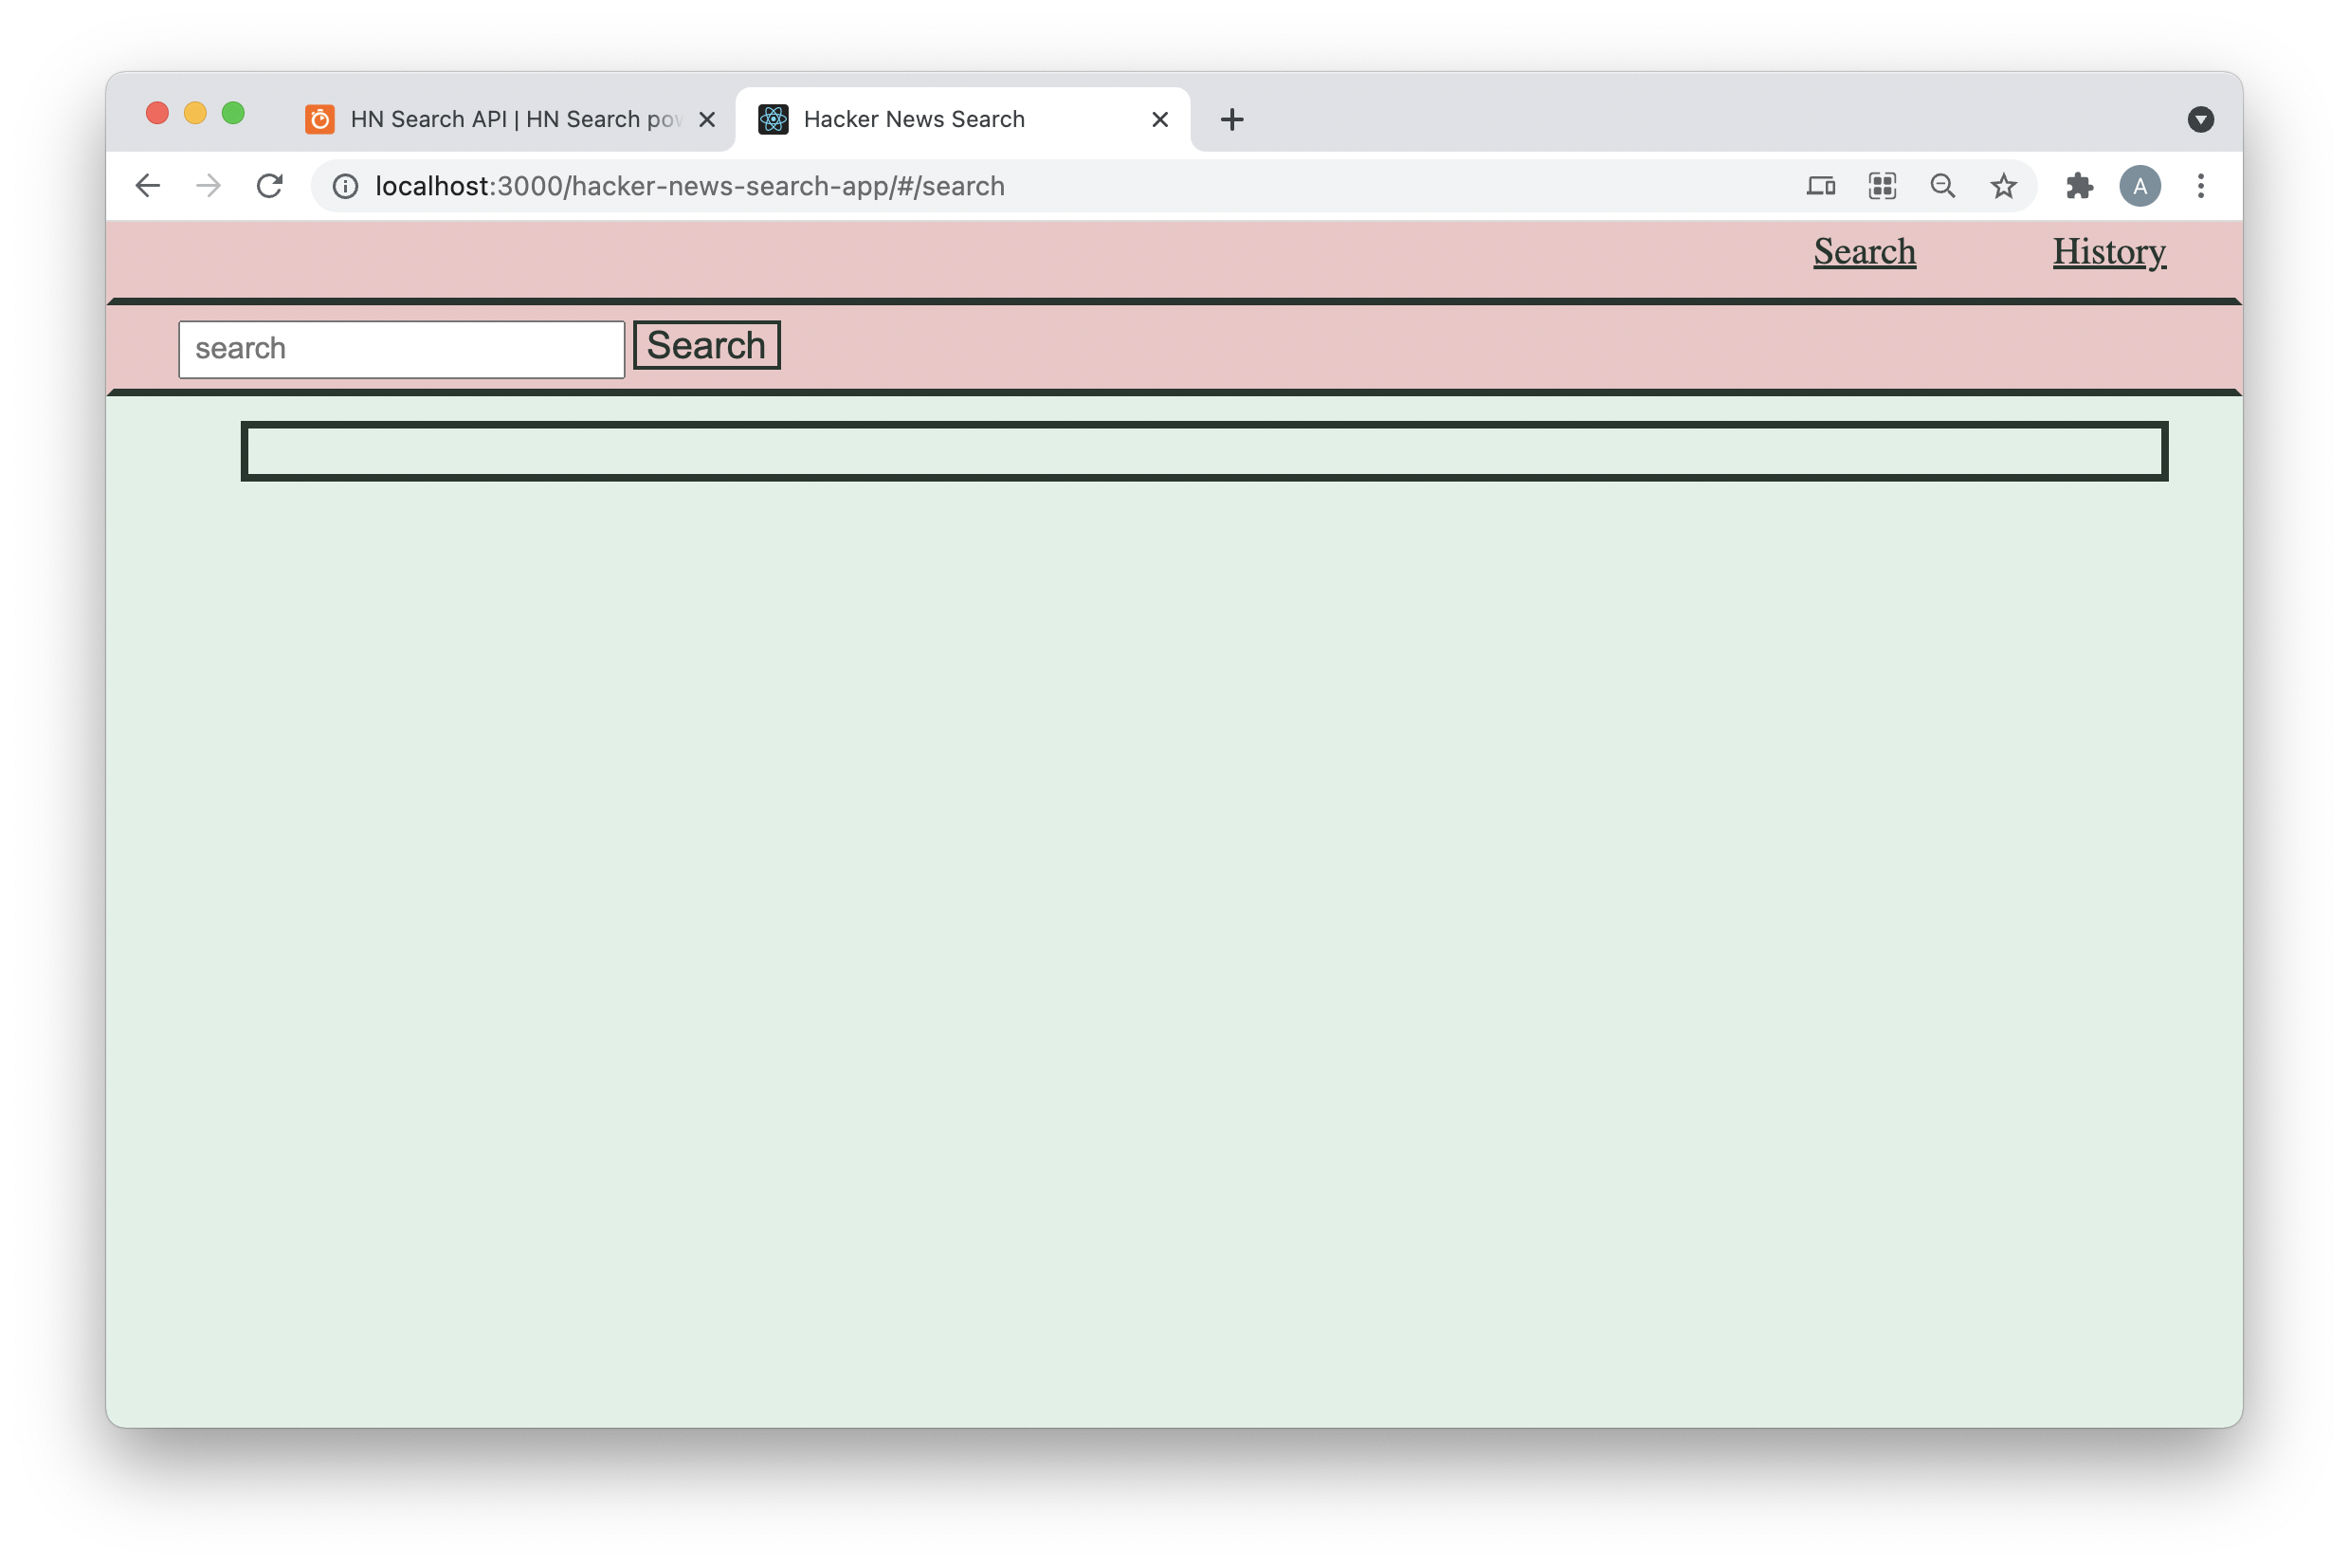 HN Search API | HN Search pow
Hacker News Search
localhost:3000/hacker-news-search-app/#/search
A
Search History
search Search